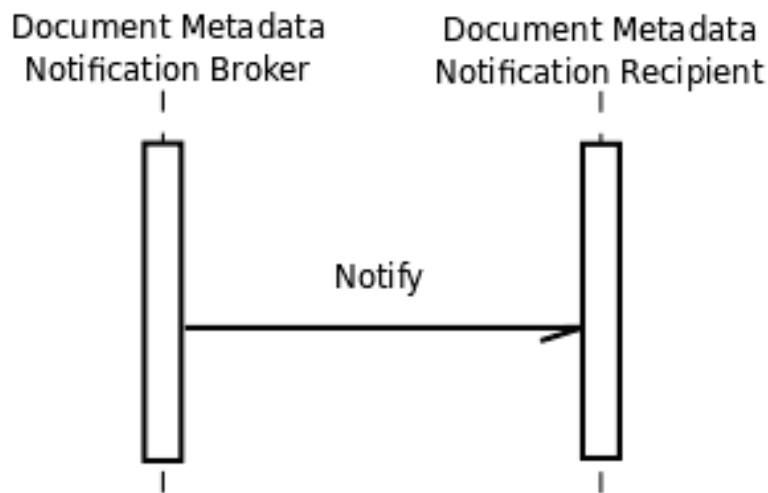 Document Metadata
Notification Broker
Document Metadata
Notification Recipient
Notify